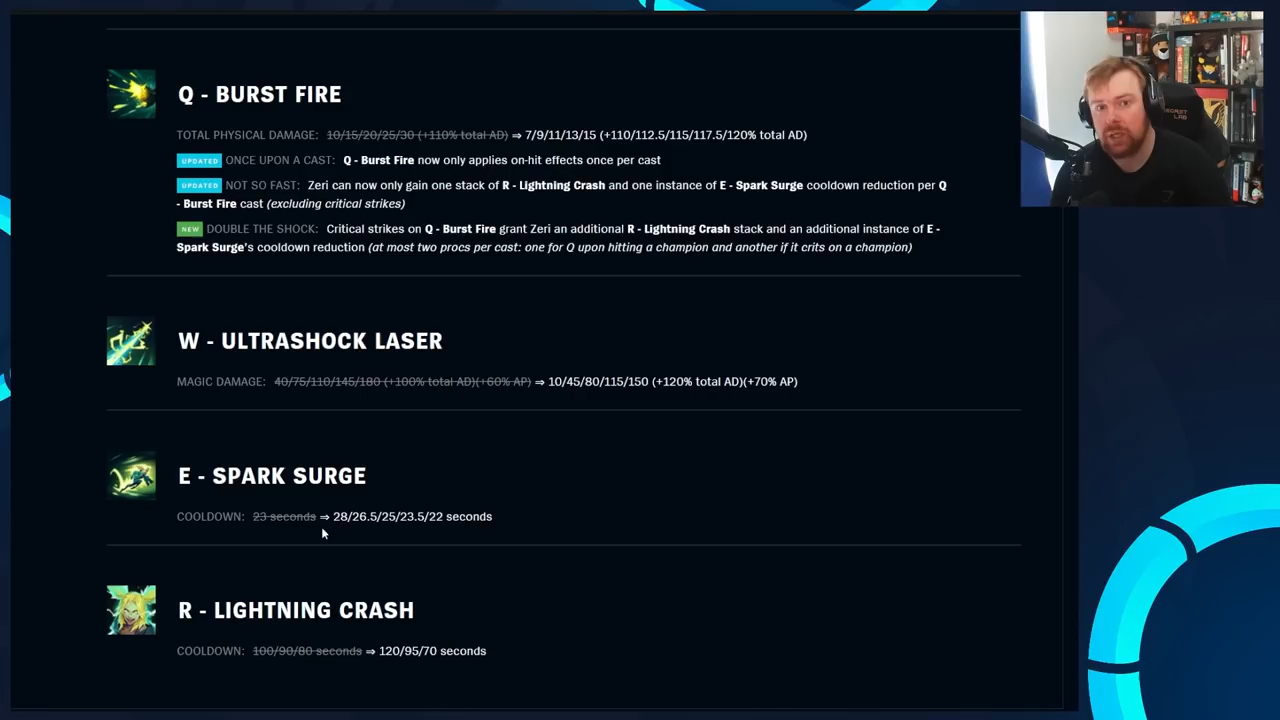 Q - BURST FIRE
TOTAL PHYSICAL DAMAGE: 10/15/20/25/30 (+110% total AD) ⇒ 7/9/11/13/15 (+110/112.5/115/117.5/120% total AD)
UPDATED ONCE UPON A CAST: Q - Burst Fire now only applies on-hit effects once per cast
UPDATED NOT SO FAST: Zeri can now only gain one stack of R - Lightning Crash and one instance of E - Spark Surge cooldown reduction per Q
- Burst Fire cast (excluding critical strikes)
NEW DOUBLE THE SHOCK: Critical strikes on Q - Burst Fire grant Zeri an additional R - Lightning Crash stack and an additional instance of E -
Spark Surge's cooldown reduction (at most two procs per cast: one for Q upon hitting a champion and another if it crits on a champion)
W - ULTRASHOCK LASER
MAGIC DAMAGE: 40/75/110/145/180 (+100% total AD)(+60% AP) ⇒ 10/45/80/115/150 (+120% total AD)(+70% AP)
E - SPARK SURGE
COOLDOWN: 23 seconds ⇒ 28/26.5/25/23.5/22 seconds
R - LIGHTNING CRASH
COOLDOWN: 100/90/80 seconds ⇒ 120/95/70 seconds